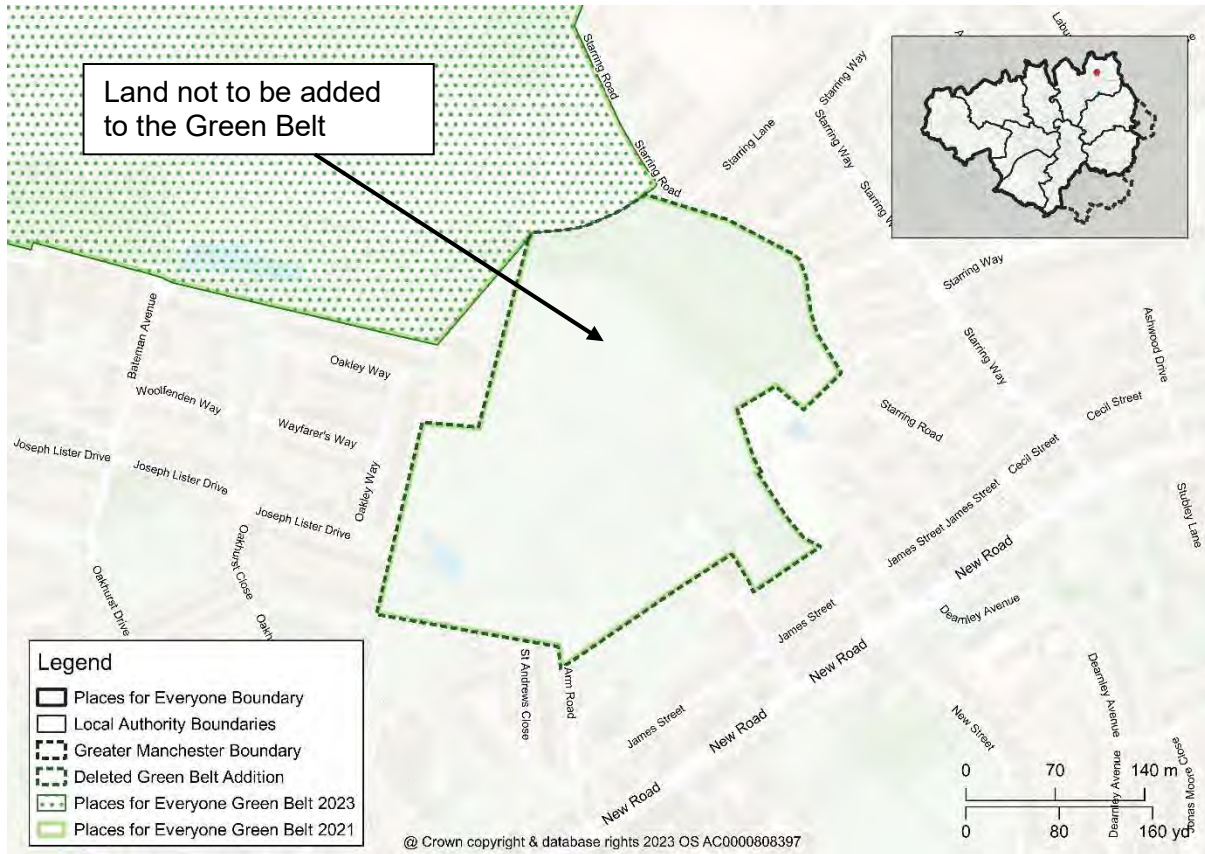 Land not to be added
to the Green Belt
Starring Road
Starring Road
Starring Lane
Starring Way
Starring Way
Starring Way
Starring Way
Ashwood Drive
Cecil Street
Cecil Street
Starring Road
James Street
James Street
New Road
Stubley Lane
Bateman Avenue
Oakley Way
Woolfenden Way
Wayfarer's Way
Joseph Lister Drive
Joseph Lister Drive
Oakley Way
Joseph Lister Drive
Oakhurst Close
Oakhurst Drive
Oakh
St Andrews Close
Arm Road
James Street
James Street
New Road
New Road
New Road
Dearnley Avenue
Dearnley Avenue
Dearnley Avenue
New Street
Jonas Moore Close
Legend
Places for Everyone Boundary
Local Authority Boundaries
Greater Manchester Boundary
Deleted Green Belt Addition
Places for Everyone Green Belt 2023
Places for Everyone Green Belt 2021
0 70 140 m
0 80 160 yd
@ Crown copyright & database rights 2023 OS AC0000808397